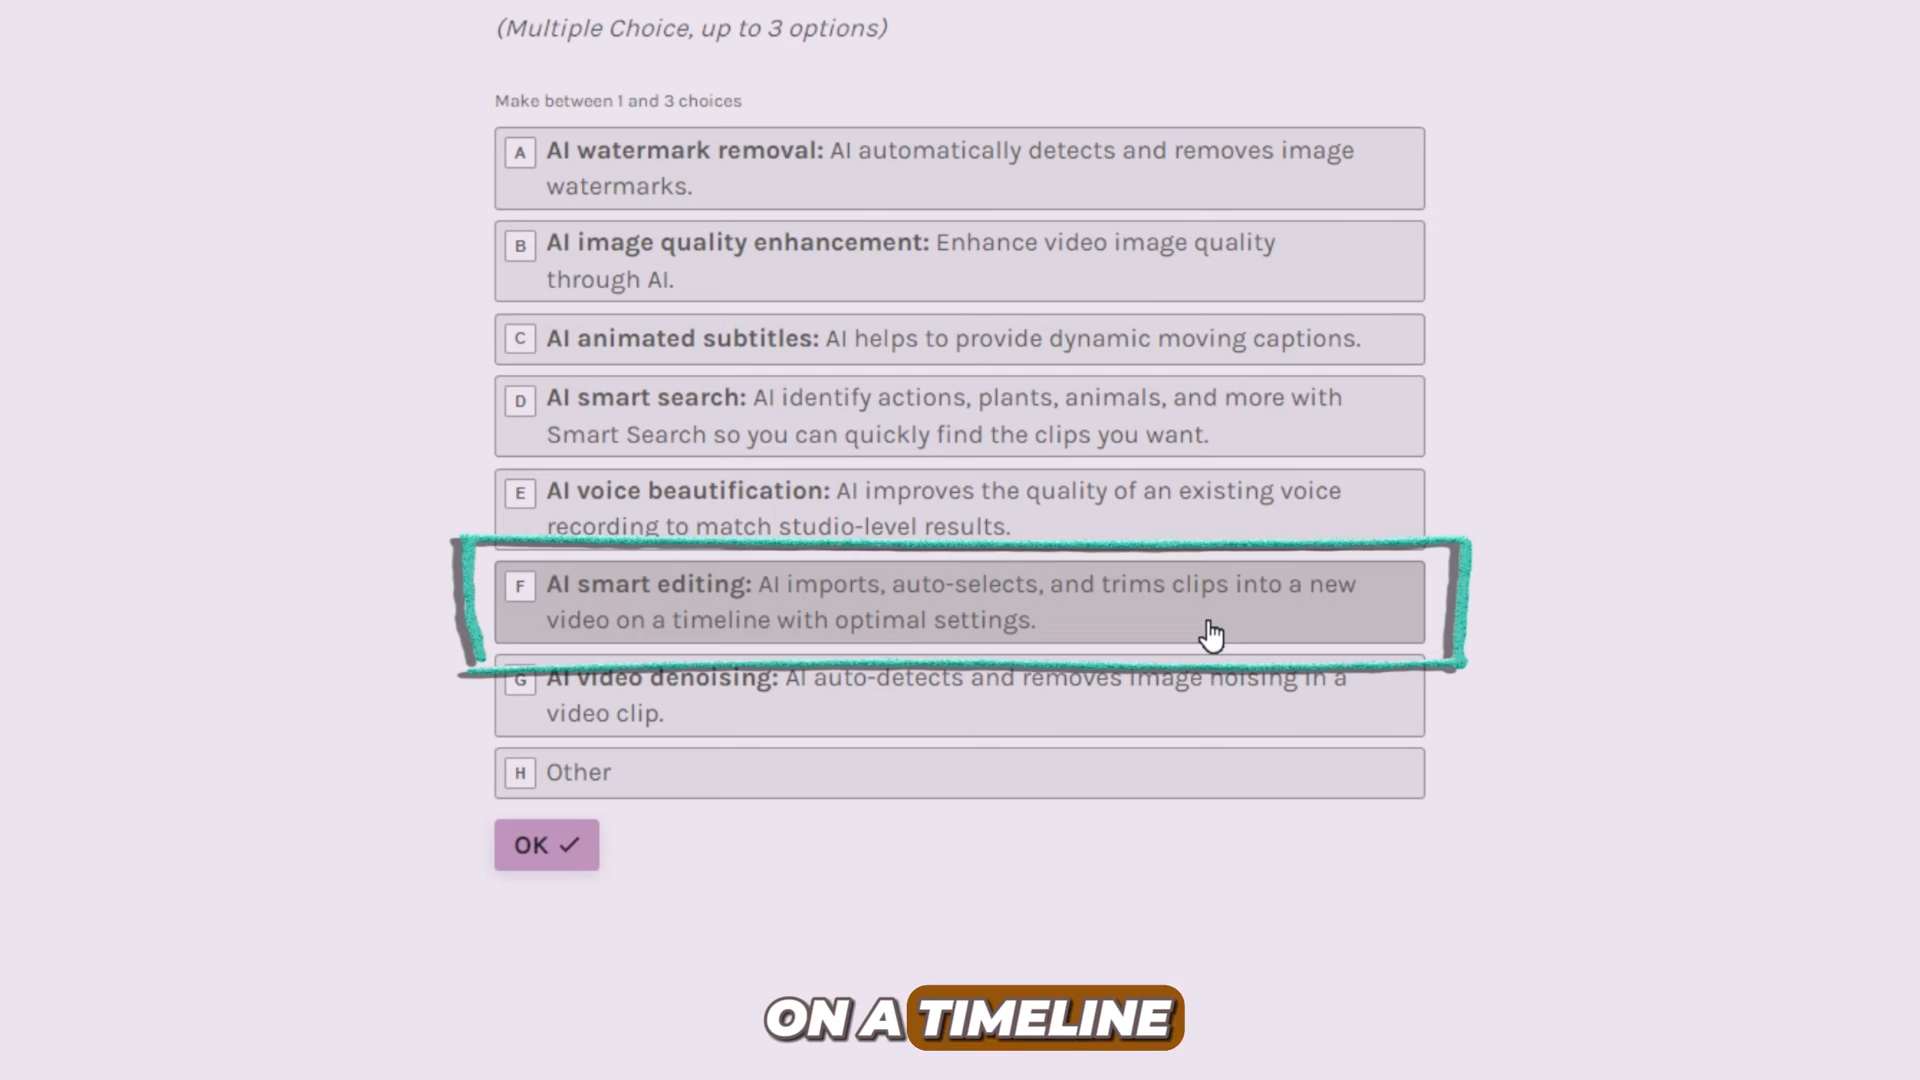 (Multiple Choice, up to 3 options)
Make between 1 and 3 choices
A AI watermark removal: AI automatically detects and removes image
watermarks.
B AI image quality enhancement: Enhance video image quality
through AI.
C AI animated subtitles: AI helps to provide dynamic moving captions.
D AI smart search: AI identify actions, plants, animals, and more with
Smart Search so you can quickly find the clips you want.
E AI voice beautification: AI improves the quality of an existing voice
recording to match studio-level results.
F AI smart editing: AI imports, auto-selects, and trims clips into a new
video on a timeline with optimal settings.
G AI video denoising: AI auto-detects and removes image noising in a
video clip.
H Other
OK
ON A TIMELINE